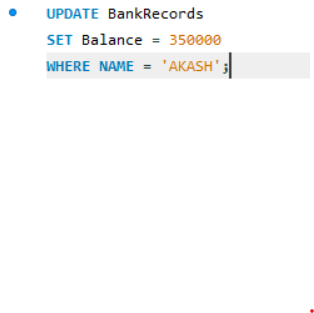 UPDATE BankRecords
SET Balance = 350000
WHERE NAME = 'AKASH';